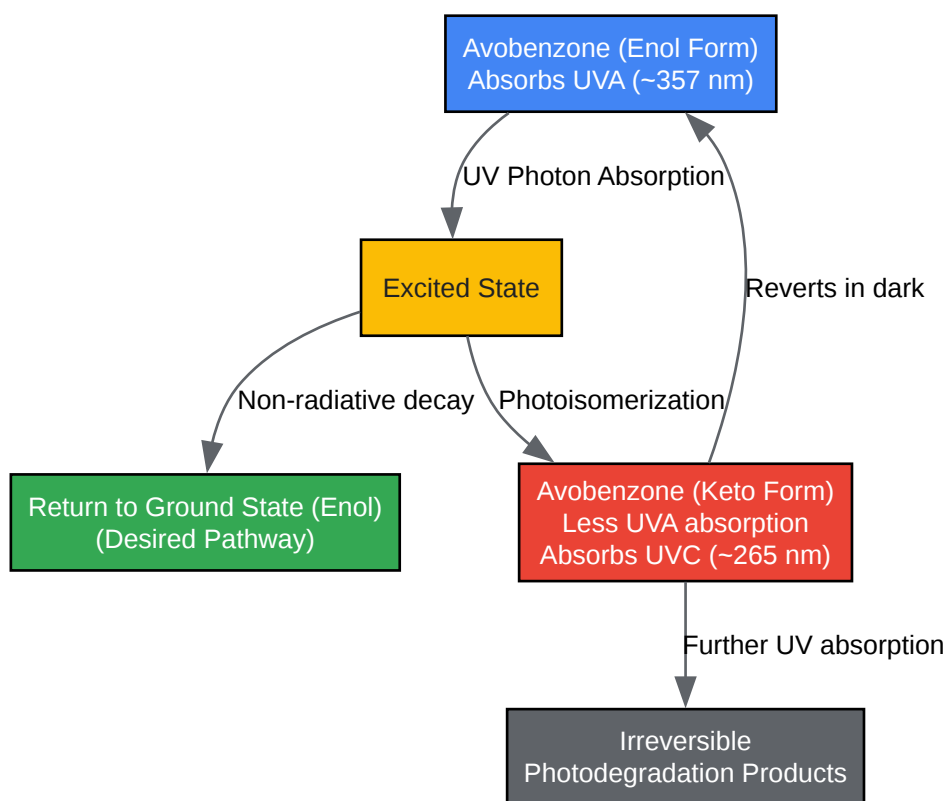 Avobenzone (Enol Form)
Absorbs UVA (~357 nm)
UV Photon Absorption
Excited State
Reverts in dark
Non-radiative decay
Photoisomerization
Return to Ground State (Enol)
(Desired Pathway)
Avobenzone (Keto Form)
Less UVA absorption
Absorbs UVC (~265 nm)
Further UV absorption
Irreversible
Photodegradation Products